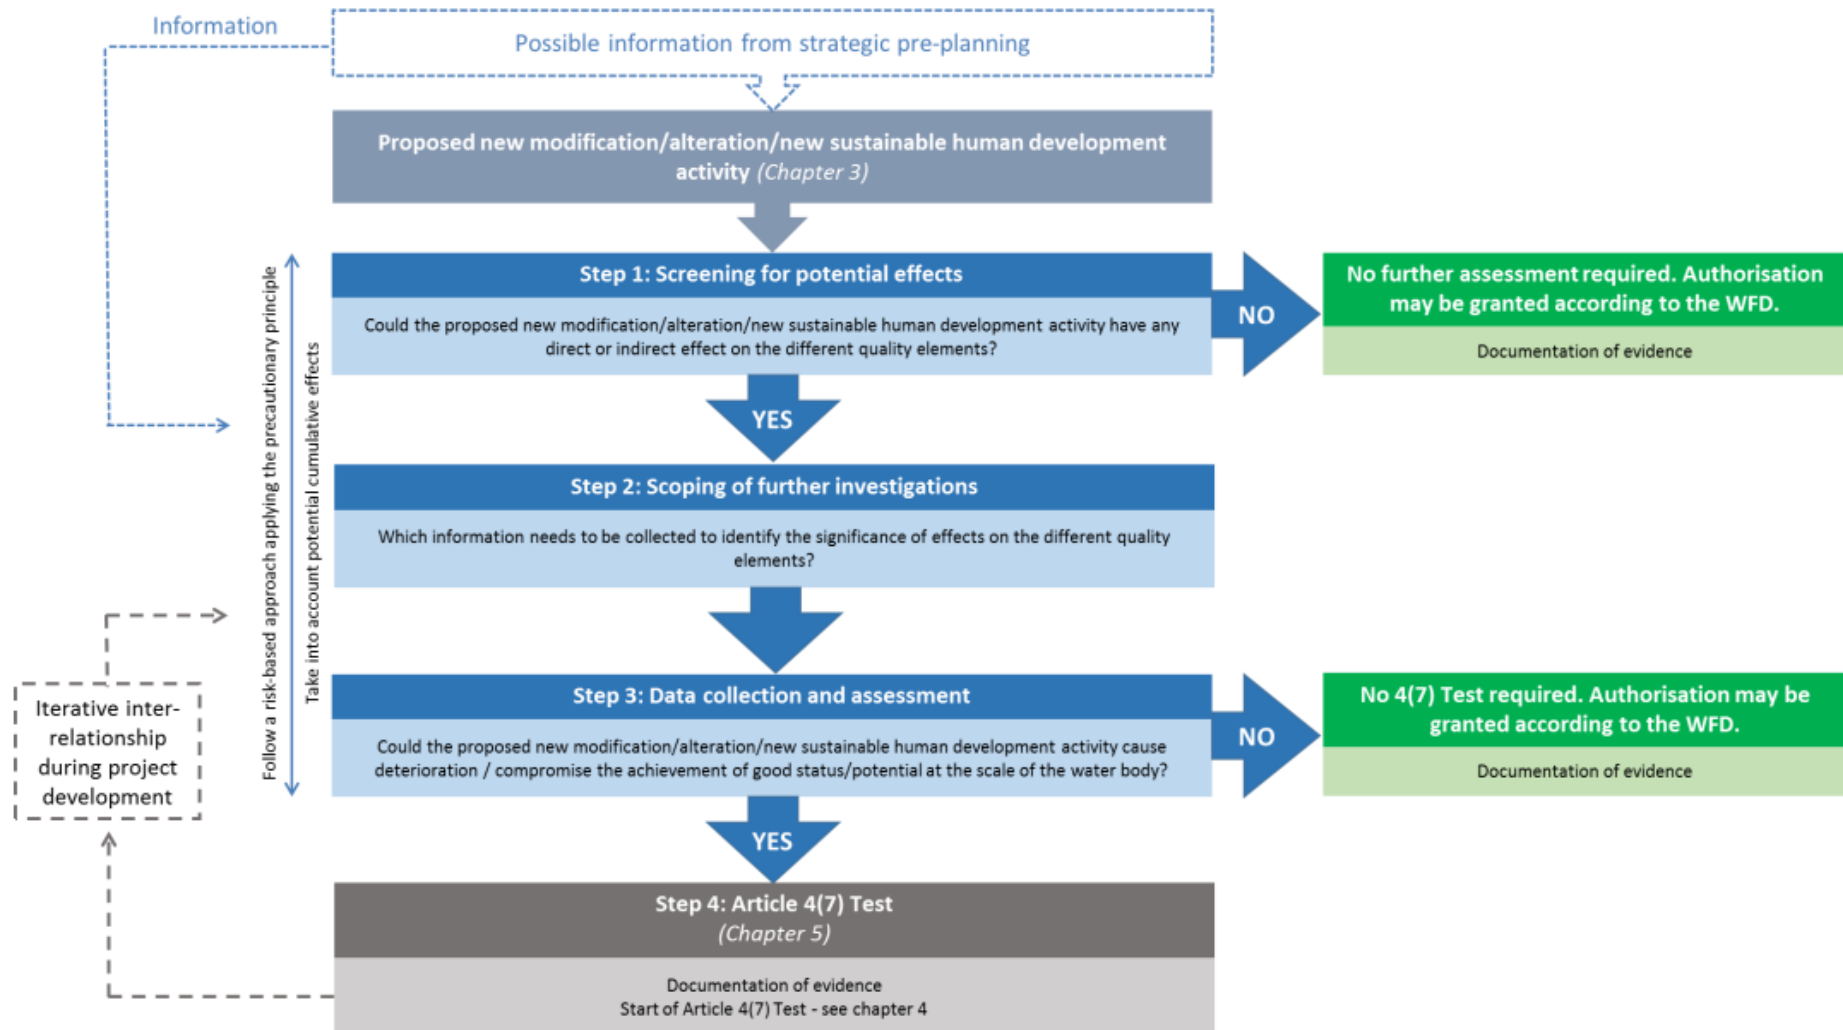 Information
Possible information from strategic pre-planning
Proposed new modification/alteration/new sustainable human development
activity (Chapter 3)
Step 1: Screening for potential effects
Could the proposed new modification/alteration/new sustainable human development activity have any
direct or indirect effect on the different quality elements?
NO
No further assessment required. Authorisation
may be granted according to the WFD.
Documentation of evidence
YES
Follow a risk-based approach applying the precautionary principle
Take into account potential cumulative effects
Step 2: Scoping of further investigations
Which information needs to be collected to identify the significance of effects on the different quality
elements?
Step 3: Data collection and assessment
Could the proposed new modification/alteration/new sustainable human development activity cause
deterioration / compromise the achievement of good status/potential at the scale of the water body?
NO
No 4(7) Test required. Authorisation may be
granted according to the WFD.
Documentation of evidence
Iterative inter-
relationship
during project
development
YES
Step 4: Article 4(7) Test
(Chapter 5)
Documentation of evidence
Start of Article 4(7) Test - see chapter 4